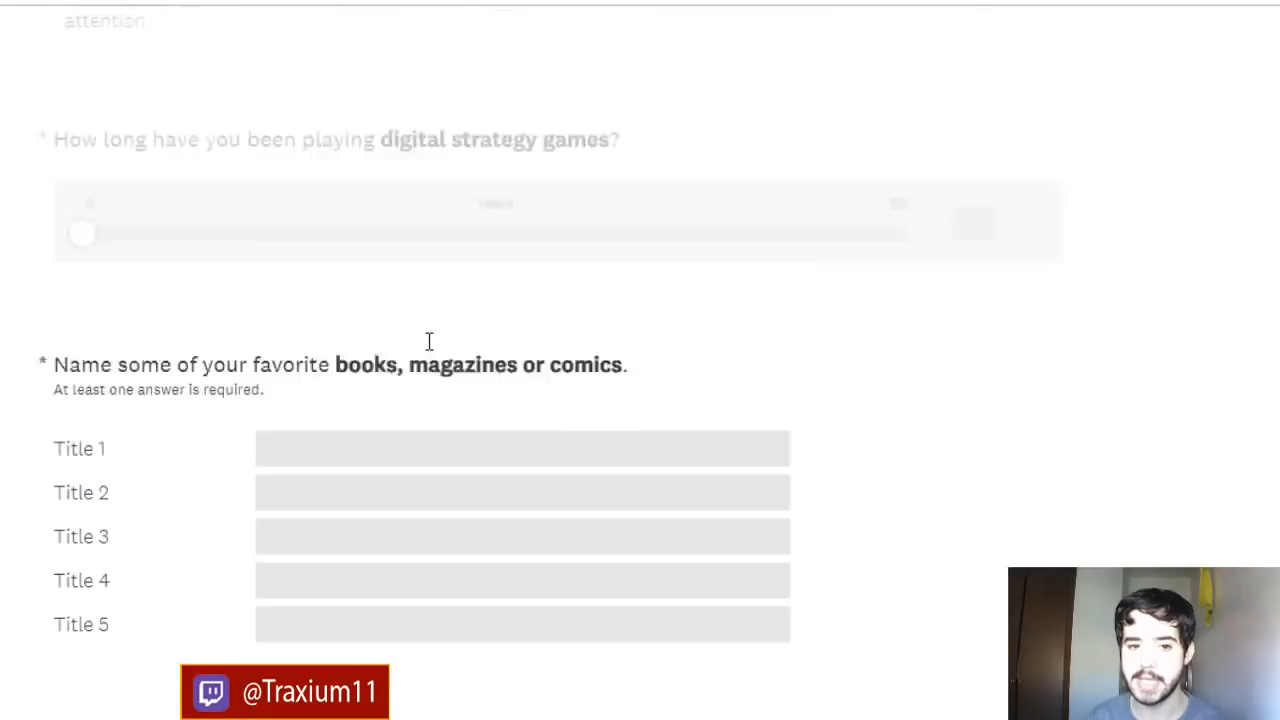 attention
* How long have you been playing digital strategy games?
* Name some of your favorite books, magazines or comics.
At least one answer is required.
Title 1
Title 2
Title 3
Title 4
Title 5
@Traxium11